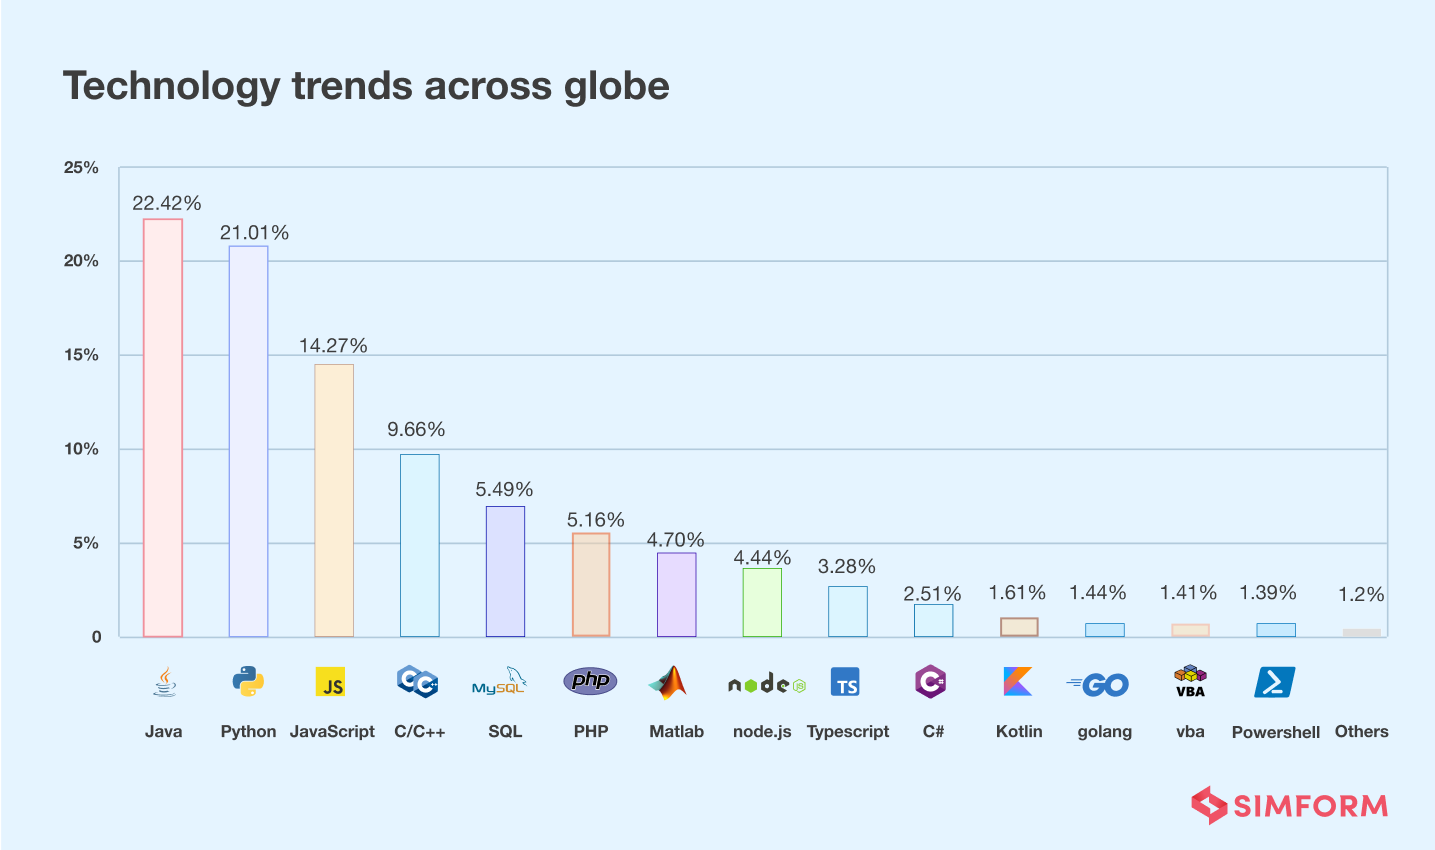 Technology trends across globe
25%
22.42%
21.01%
20%
14.27%
15%
9.66%
10%
5.49%
5.16%
4.70%
5%
4.44%
3.28%
2.51%
1.61%
1.44%
1.41%
1.39%
1.2%
0
JS
C C++
MySQL
php
node JS
TS
C#
GO
VBA
Java Python JavaScript C/C++ SQL PHP Matlab node.js Typescript C# Kotlin golang vba Powershell Others
SIMFORM